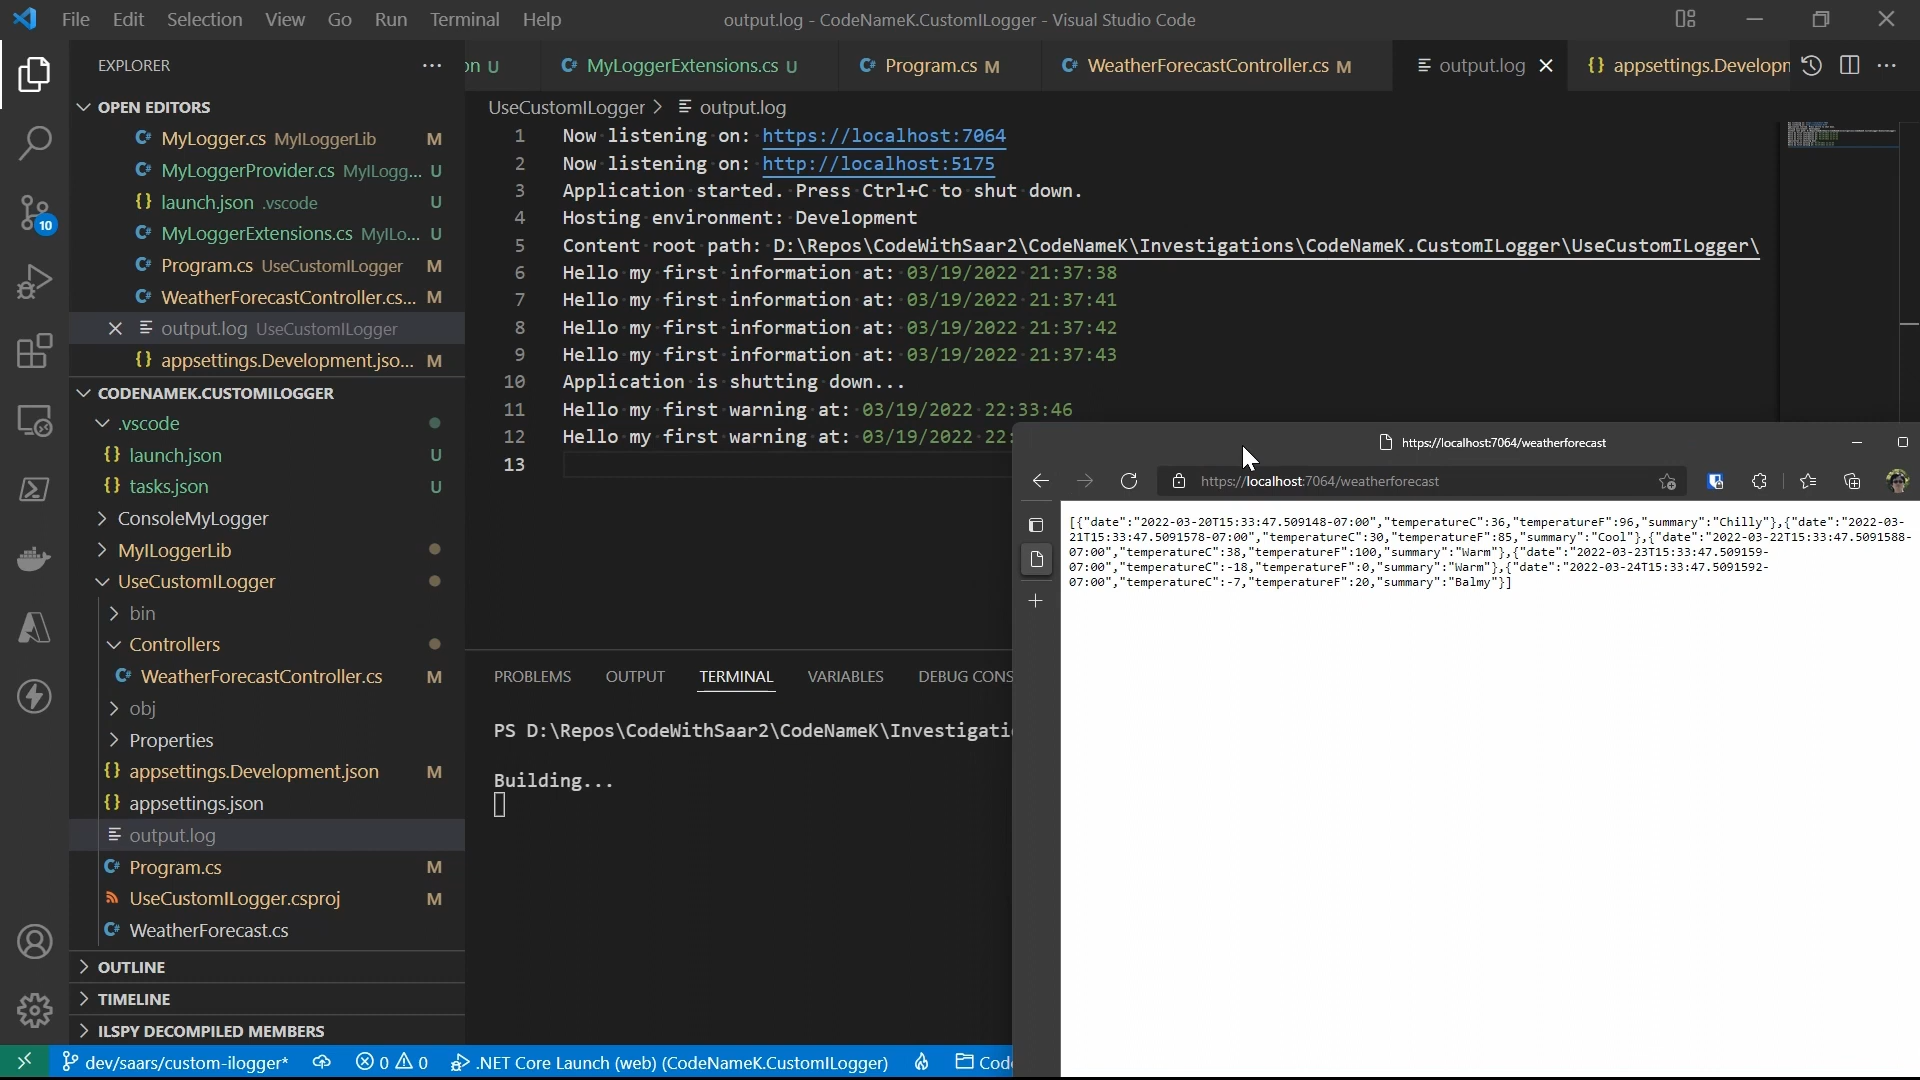 File Edit Selection View Go Run Terminal Help
output.log - CodeNameK.CustomILogger - Visual Studio Code
EXPLORER
OPEN EDITORS
MyLogger.cs MyILoggerLib M
MyLoggerProvider.cs MyILogg... U
launch.json .vscode U
MyLoggerExtensions.cs MyILo... U
Program.cs UseCustomILogger M
WeatherForecastController.cs... M
output.log UseCustomILogger
appsettings.Development.jso... M
CODENAMEK.CUSTOMILOGGER
.vscode
launch.json U
tasks.json U
ConsoleMyLogger
MyILoggerLib
UseCustomILogger
bin
Controllers
WeatherForecastController.cs M
obj
Properties
appsettings.Development.json M
appsettings.json
output.log
Program.cs M
UseCustomILogger.csproj M
WeatherForecast.cs
OUTLINE
TIMELINE
ILSPY DECOMPILED MEMBERS
10
on U
MyLoggerExtensions.cs U
Program.cs M
WeatherForecastController.cs M
output.log
appsettings.Developm
UseCustomILogger > output.log
1 Now listening on: https://localhost:7064
2 Now listening on: http://localhost:5175
3 Application started. Press Ctrl+C to shut down.
4 Hosting environment: Development
5 Content root path: D:\Repos\CodeWithSaar2\CodeNameK\Investigations\CodeNameK.CustomILogger\UseCustomILogger\
6 Hello my first information at: 03/19/2022 21:37:38
7 Hello my first information at: 03/19/2022 21:37:41
8 Hello my first information at: 03/19/2022 21:37:42
9 Hello my first information at: 03/19/2022 21:37:43
10 Application is shutting down...
11 Hello my first warning at: 03/19/2022 22:33:46
12 Hello my first warning at: 03/19/2022 22:
13
PROBLEMS OUTPUT TERMINAL VARIABLES DEBUG CONS
PS D:\Repos\CodeWithSaar2\CodeNameK\Investigatio
Building...
https://localhost:7064/weatherforecast
https://localhost:7064/weatherforecast
[{"date":"2022-03-20T15:33:47.509148-07:00","temperatureC":36,"temperatureF":96,"summary":"Chilly"},{"date":"2022-03-
21T15:33:47.5091578-07:00","temperatureC":30,"temperatureF":85,"summary":"Cool"},{"date":"2022-03-22T15:33:47.5091588-
07:00","temperatureC":38,"temperatureF":100,"summary":"Warm"},{"date":"2022-03-23T15:33:47.509159-
07:00","temperatureC":-18,"temperatureF":0,"summary":"Warm"},{"date":"2022-03-24T15:33:47.5091592-
07:00","temperatureC":-7,"temperatureF":20,"summary":"Balmy"}]
dev/saars/custom-ilogger* 0 0 .NET Core Launch (web) (CodeNameK.CustomILogger) Cod